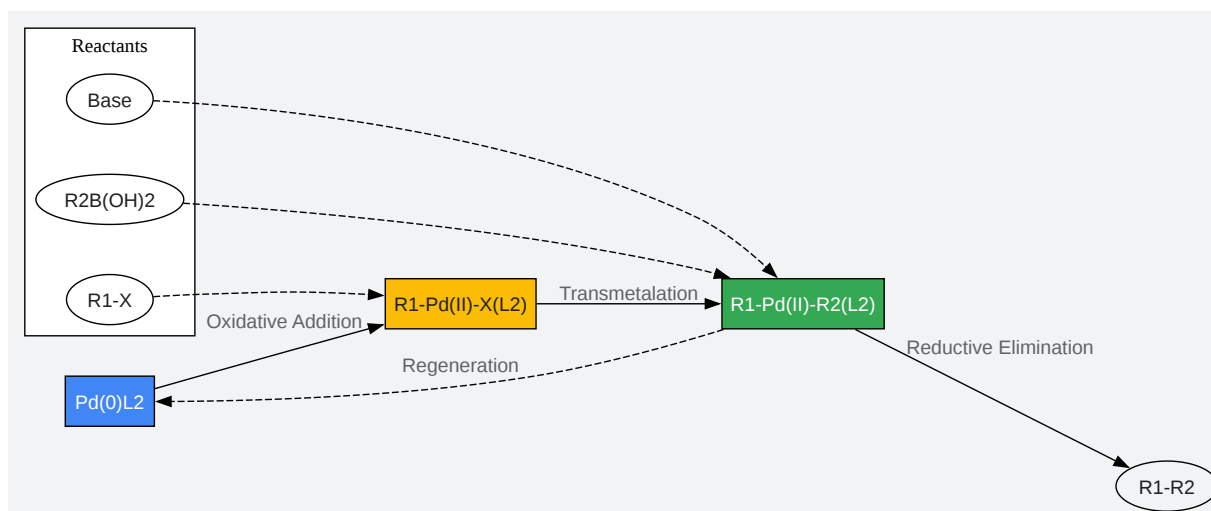 Reactants
Base
R2B(OH)2
R1-X
R1-Pd(II)-X(L2)
Transmetalation
R1-Pd(II)-R2(L2)
Oxidative Addition
Reductive Elimination
Regeneration
Pd(0)L2
R1-R2